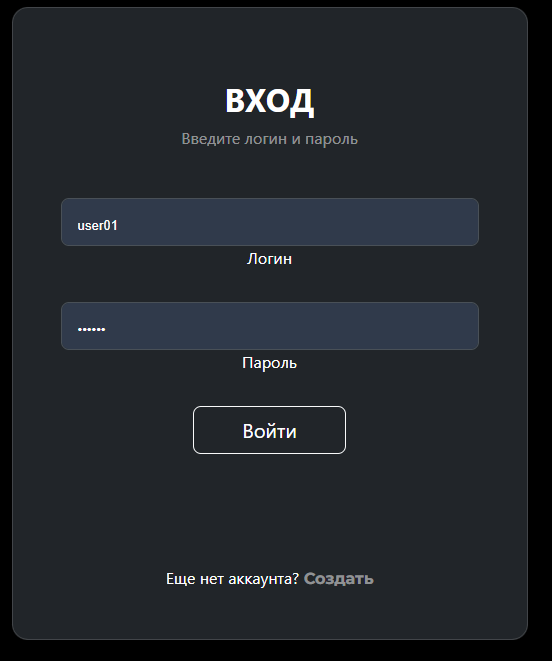 ВХОД
Введите логин и пароль
user01
Логин
••••••
Пароль
Войти
Еще нет аккаунта? Создать